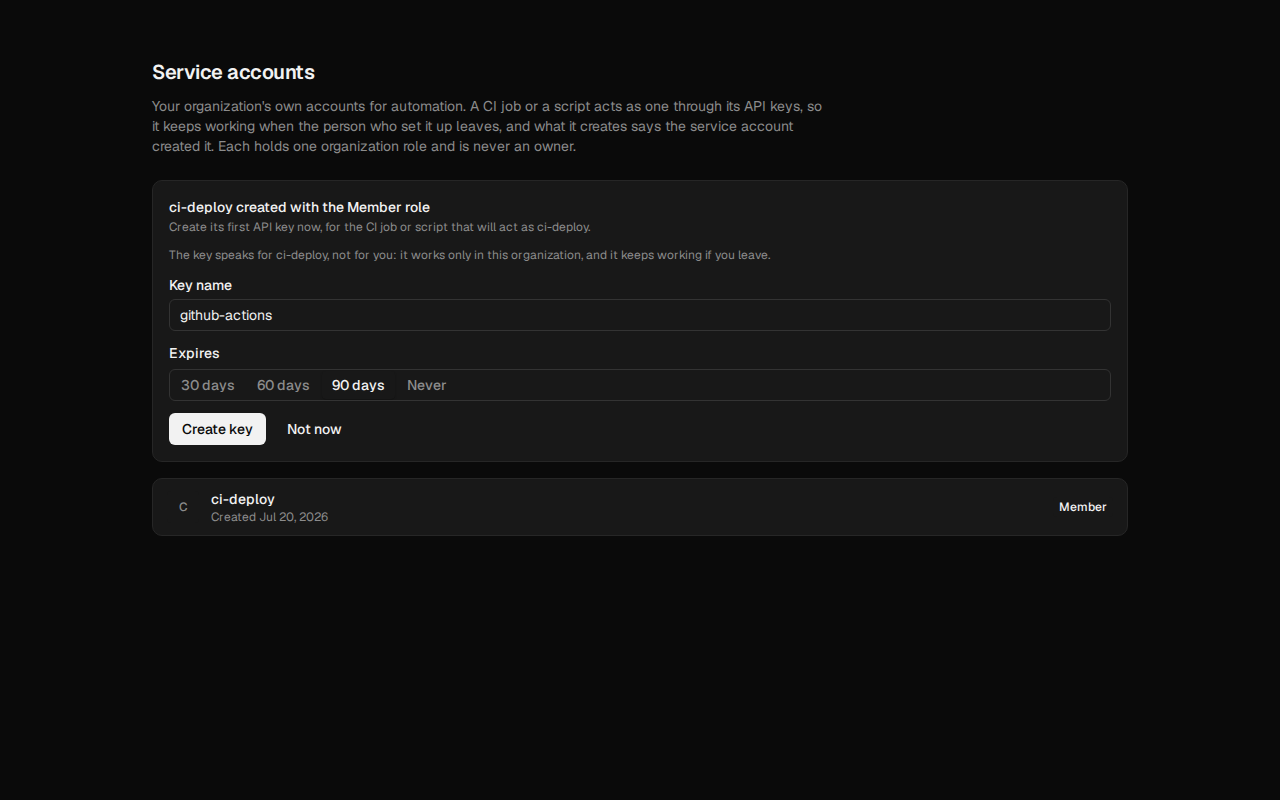 Service accounts
Your organization's own accounts for automation. A CI job or a script acts as one through its API keys, so
it keeps working when the person who set it up leaves, and what it creates says the service account
created it. Each holds one organization role and is never an owner.
ci-deploy created with the Member role
Create its first API key now, for the CI job or script that will act as ci-deploy.
The key speaks for ci-deploy, not for you: it works only in this organization, and it keeps working if you leave.
Key name
github-actions
Expires
30 days 60 days 90 days Never
Create key Not now
C ci-deploy Member
Created Jul 20, 2026